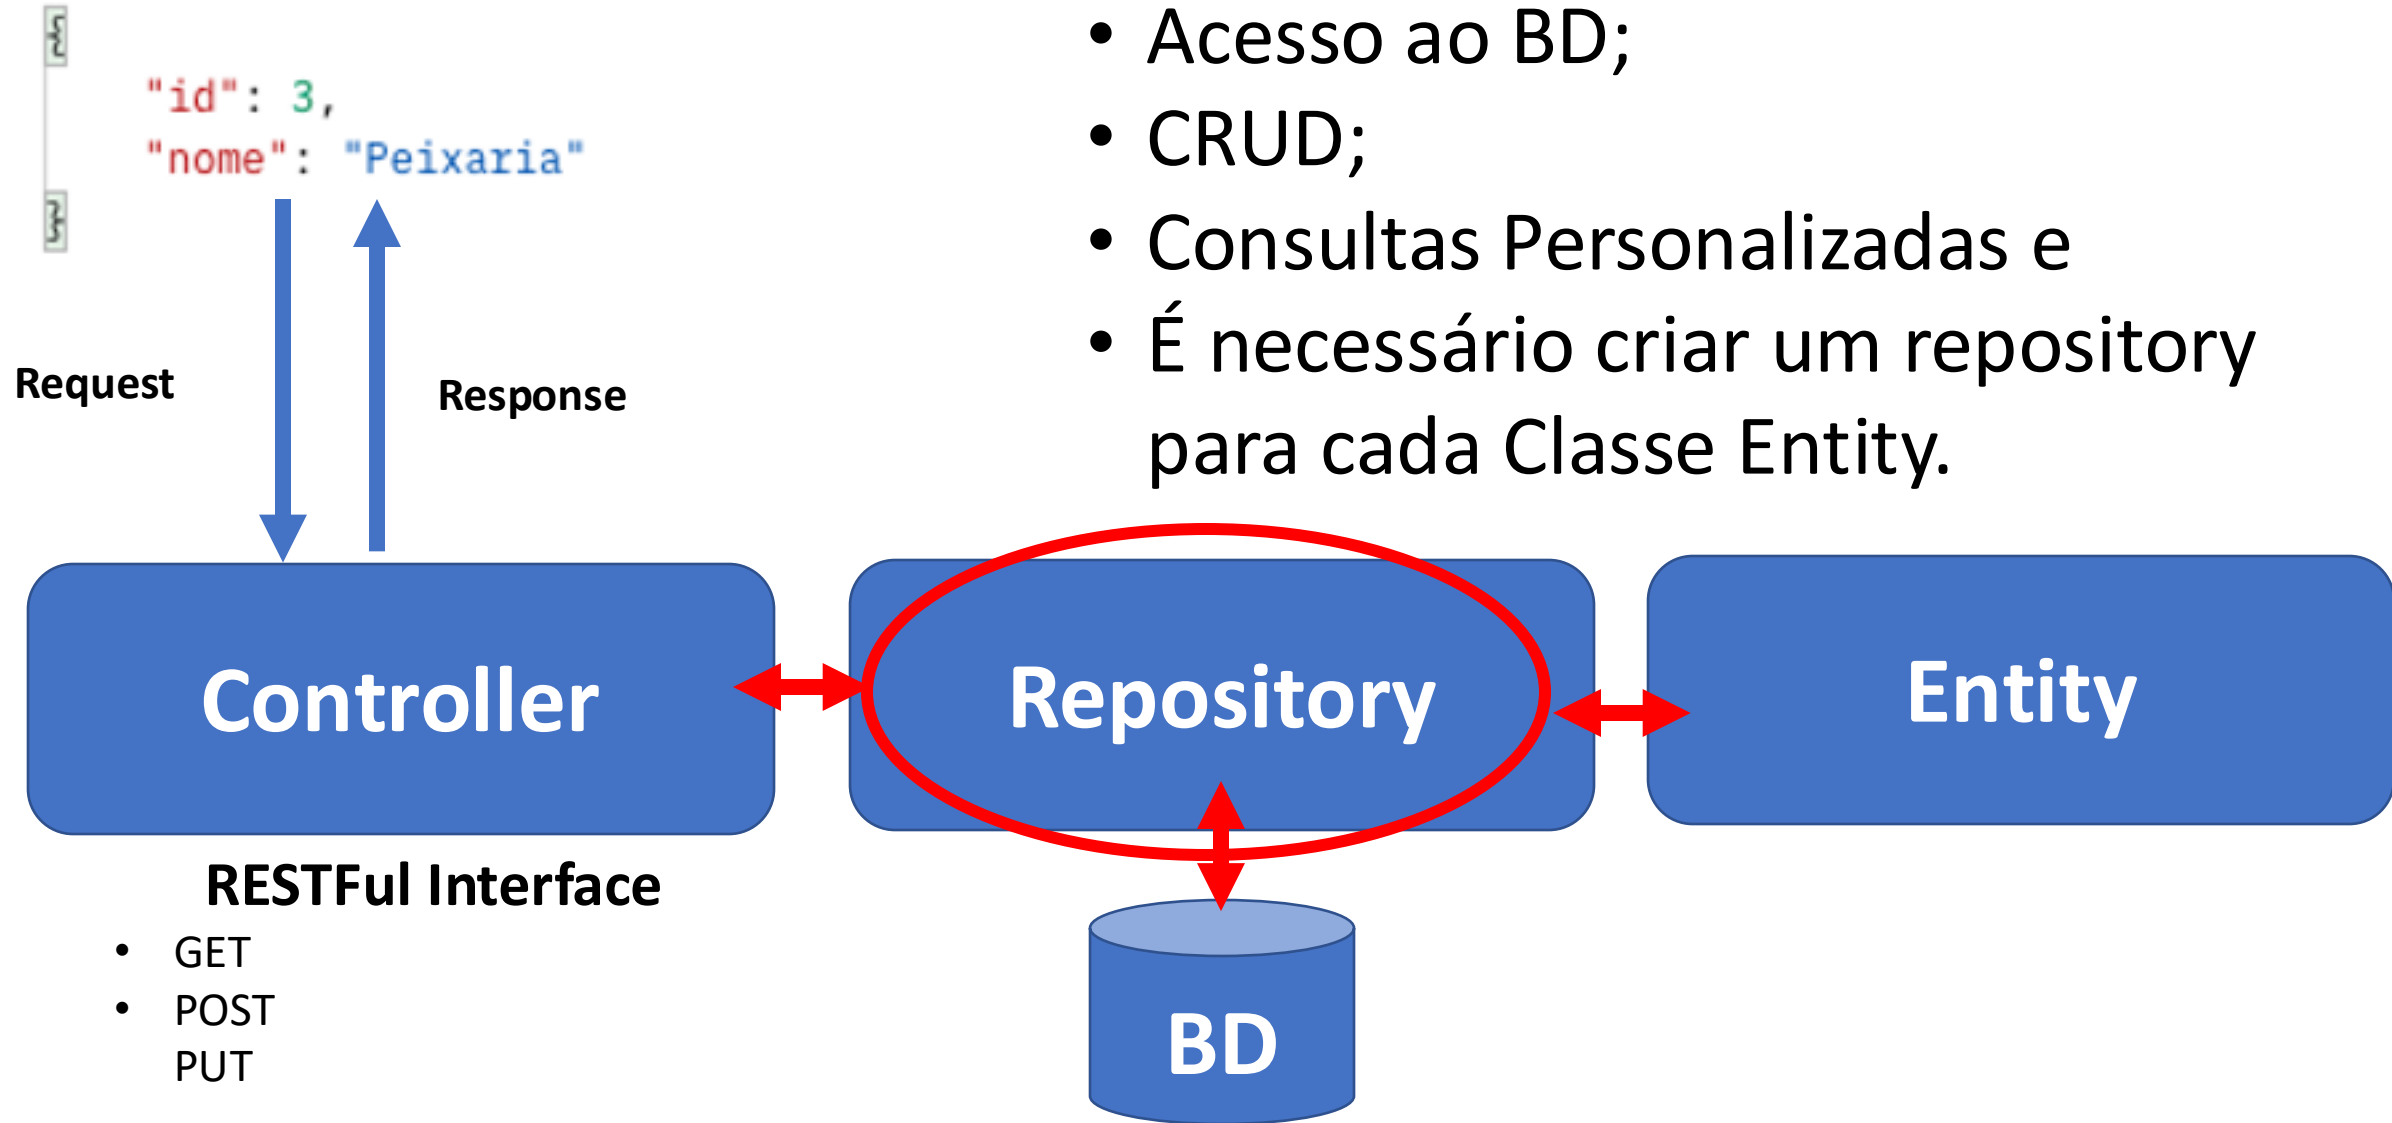 {
"id": 3,
"nome": "Peixaria"
}
• Acesso ao BD;
• CRUD;
• Consultas Personalizadas e
• É necessário criar um repository
para cada Classe Entity.
Request
Response
Controller
Repository
Entity
RESTFul Interface
• GET
• POST
PUT
BD